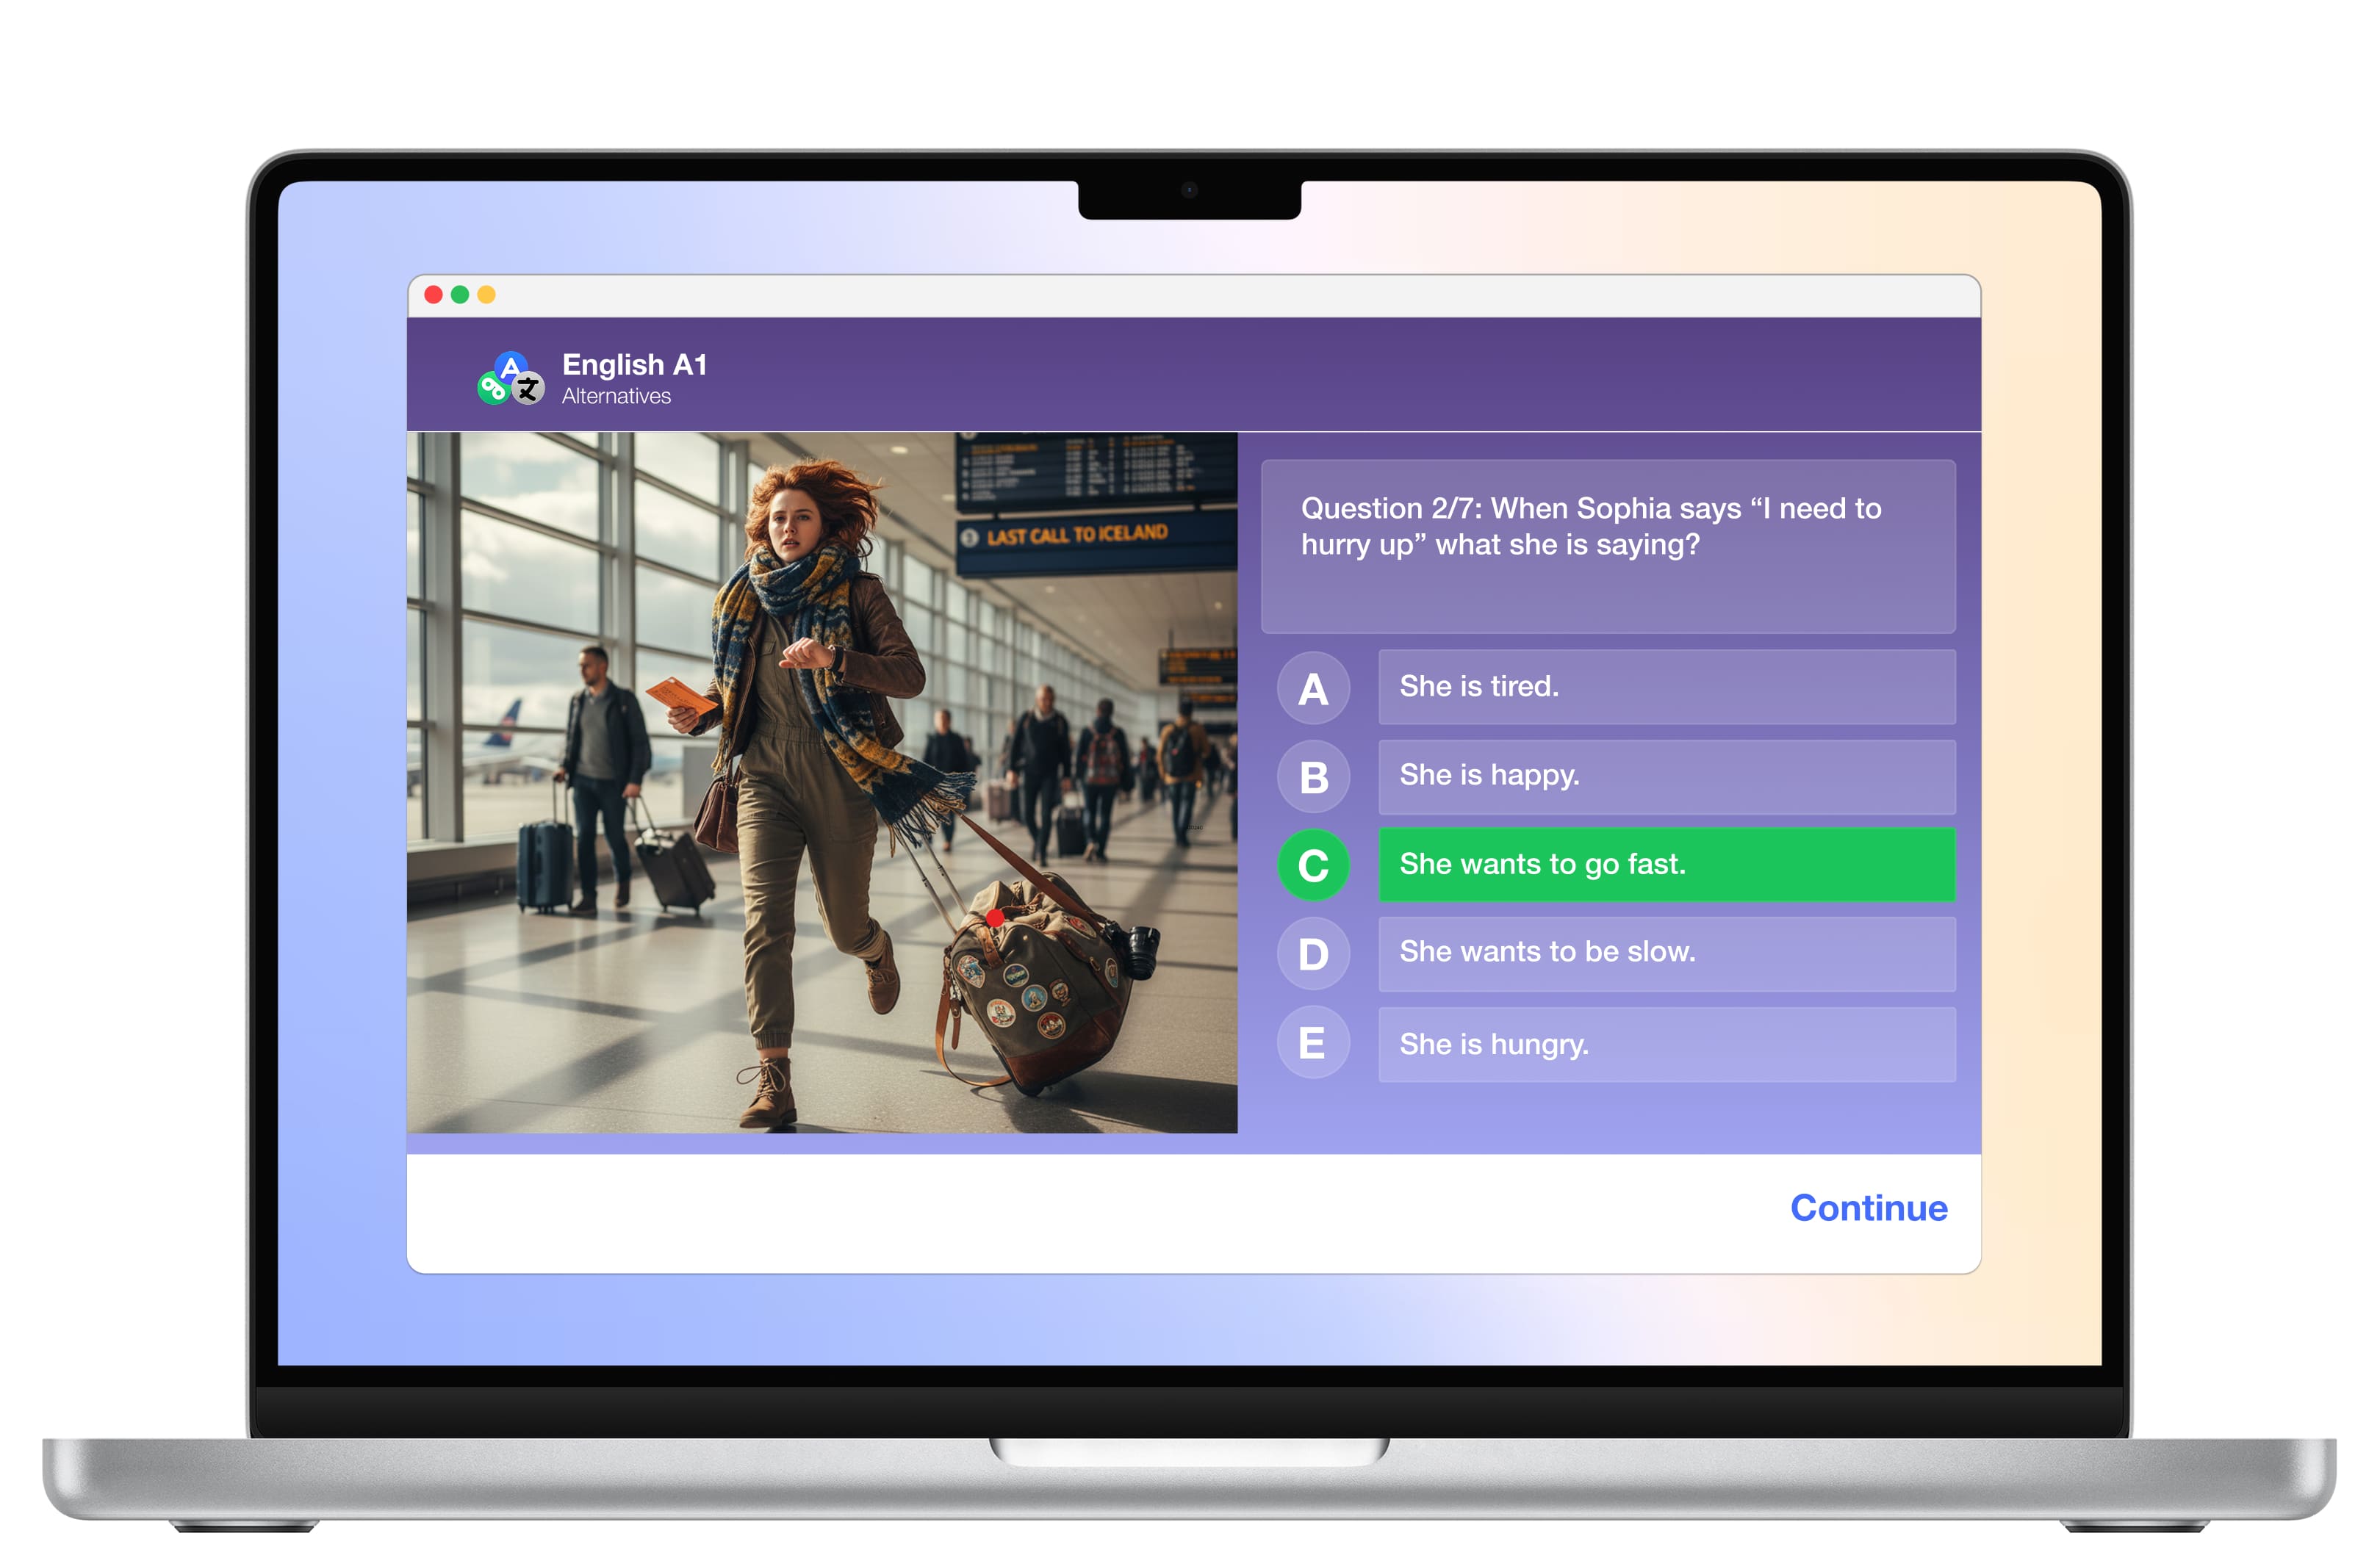 English A1
Alternatives
LAST CALL TO ICELAND
Question 2/7: When Sophia says “I need to
hurry up” what she is saying?
A
She is tired.
B
She is happy.
C
She wants to go fast.
D
She wants to be slow.
E
She is hungry.
Continue